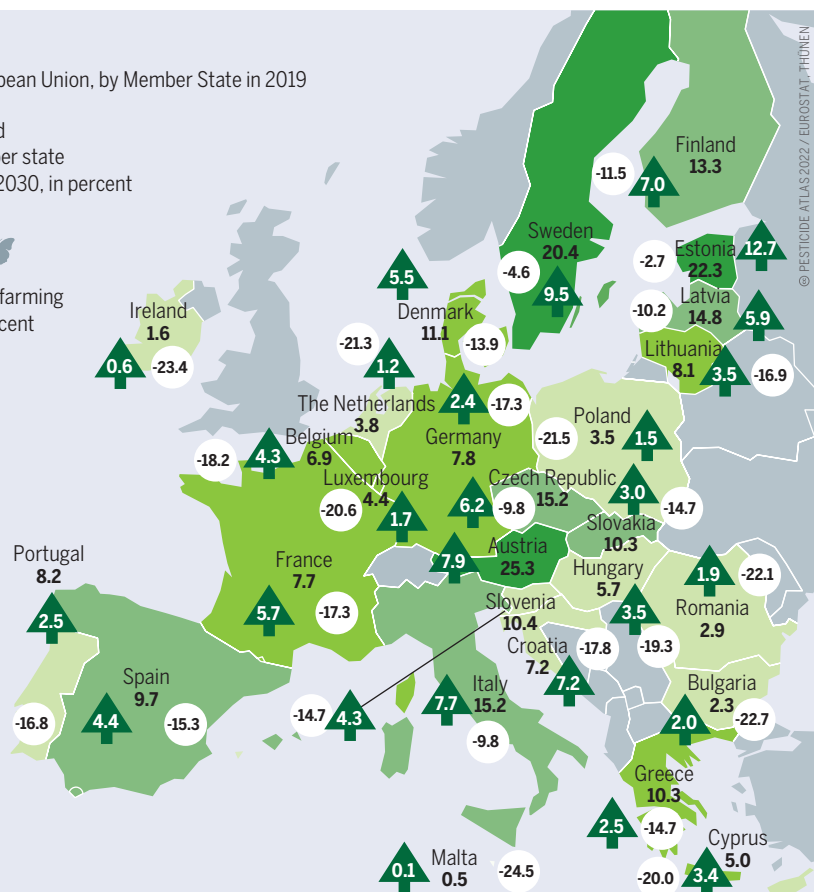 pean Union, by Member State in 2019
d
er state
2030, in percent
farming
cent
© PESTICIDE ATLAS 2022 / EUROSTAT, THÜNEN
Finland
13.3
-11.5
7.0
Sweden
20.4
-4.6
9.5
Estonia
22.3
-2.7
12.7
Latvia
14.8
-10.2
5.9
Lithuania
8.1
3.5
-16.9
5.5
Denmark
11.1
-13.9
Ireland
1.6
0.6
-23.4
-21.3
1.2
The Netherlands
3.8
2.4
-17.3
Germany
7.8
Poland
3.5
-21.5
1.5
-18.2
4.3
Belgium
6.9
Luxembourg
4.4
-20.6
1.7
6.2
-9.8
Czech Republic
15.2
3.0
-14.7
Slovakia
10.3
7.9
Austria
25.3
Hungary
5.7
3.5
-19.3
1.9
-22.1
Romania
2.9
France
7.7
5.7
-17.3
Portugal
8.2
2.5
-16.8
Spain
9.7
4.4
-15.3
Slovenia
10.4
-14.7
4.3
Croatia
7.2
-17.8
7.2
Italy
15.2
7.7
-9.8
Bulgaria
2.3
2.0
-22.7
Greece
10.3
2.5
-14.7
Cyprus
5.0
-20.0
3.4
0.1
Malta
0.5
-24.5